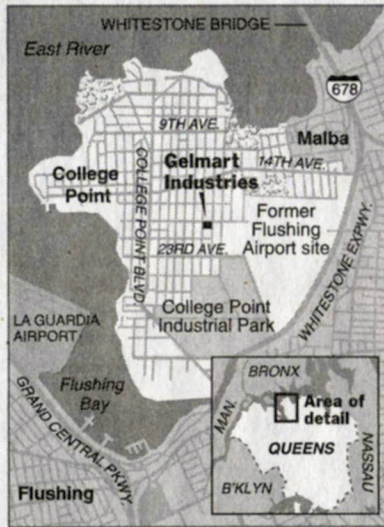 WHITESTONE BRIDGE
East River
678
9TH AVE.
Malba
14TH AVE.
College
Point
COLLEGE POINT BLVD
Gelmart
Industries
Former
Flushing
Airport site
23RD AVE.
WHITESTONE EXPWY.
College Point
Industrial Park
LA GUARDIA
AIRPORT
Flushing
Bay
GRAND CENTRAL PKWY.
Flushing
BRONX
MAN.
Area of
detail
QUEENS
NASSAU
B'KLYN